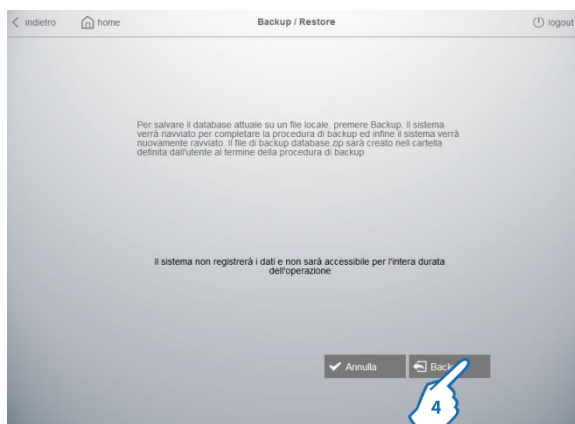 indietro home Backup / Restore logout
Per salvare il database attuale su un file locale, premere Backup. Il sistema
verrà riavviato per completare la procedura di backup ed infine il sistema verrà
nuovamente ravviato. Il file di backup database.zip sarà creato nell cartella
definita dall'utente al termine della procedura di backup
Il sistema non registrerà i dati e non sarà accessibile per l'intera durata
dell'operazione
Annulla
4